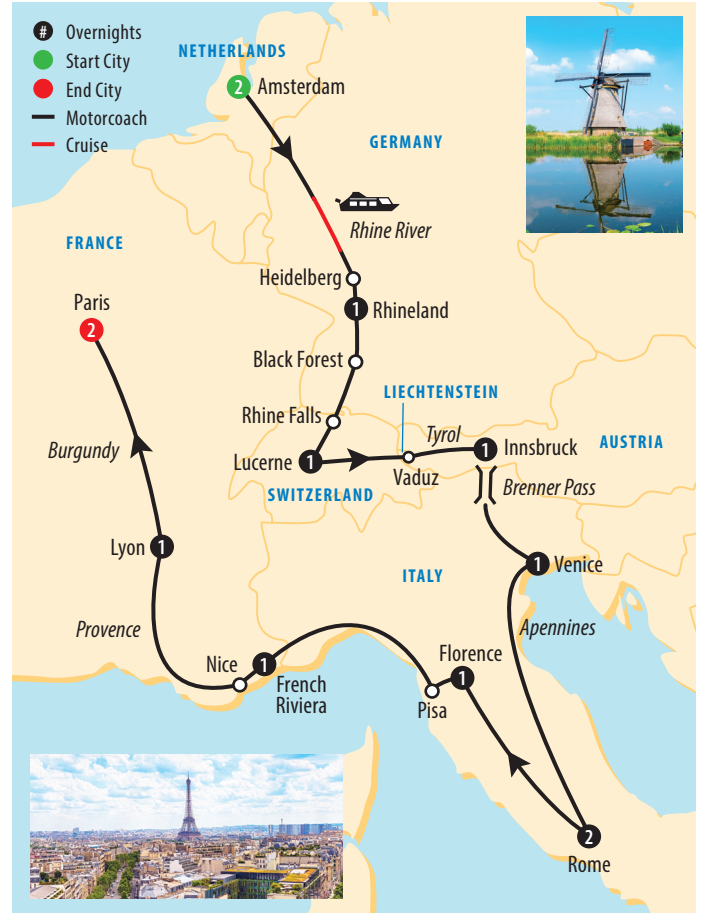 # Overnights
Start City
End City
Motorcoach
Cruise
NETHERLANDS
2 Amsterdam
GERMANY
Rhine River
FRANCE
Heidelberg
1 Rhineland
Paris
2
Black Forest
LIECHTENSTEIN
Rhine Falls
Tyrol
Burgundy
Lucerne 1
Vaduz
1 Innsbruck
AUSTRIA
SWITZERLAND
Brenner Pass
Lyon 1
1 Venice
ITALY
Provence
Apennines
Nice
1
French
Riviera
Florence
1
Pisa
2
Rome